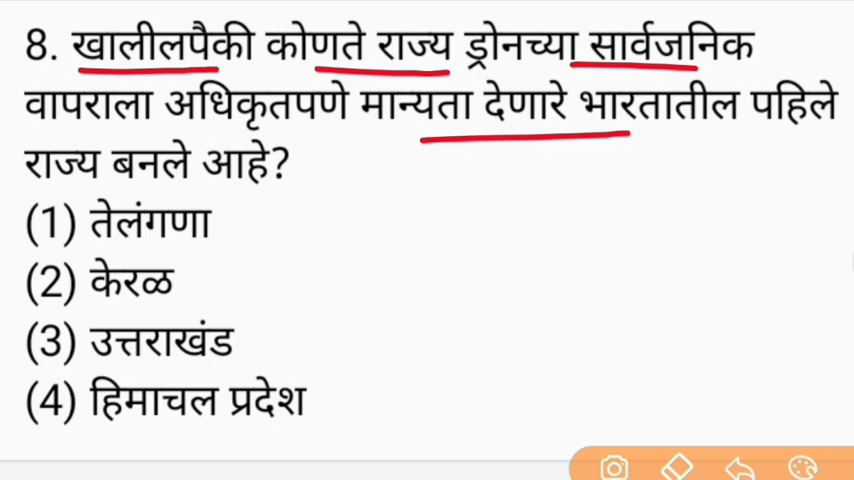 8. खालीलपैकी कोणते राज्य ड्रोनच्या सार्वजनिक
वापराला अधिकृतपणे मान्यता देणारे भारतातील पहिले
राज्य बनले आहे?
(1) तेलंगणा
(2) केरळ
(3) उत्तराखंड
(4) हिमाचल प्रदेश